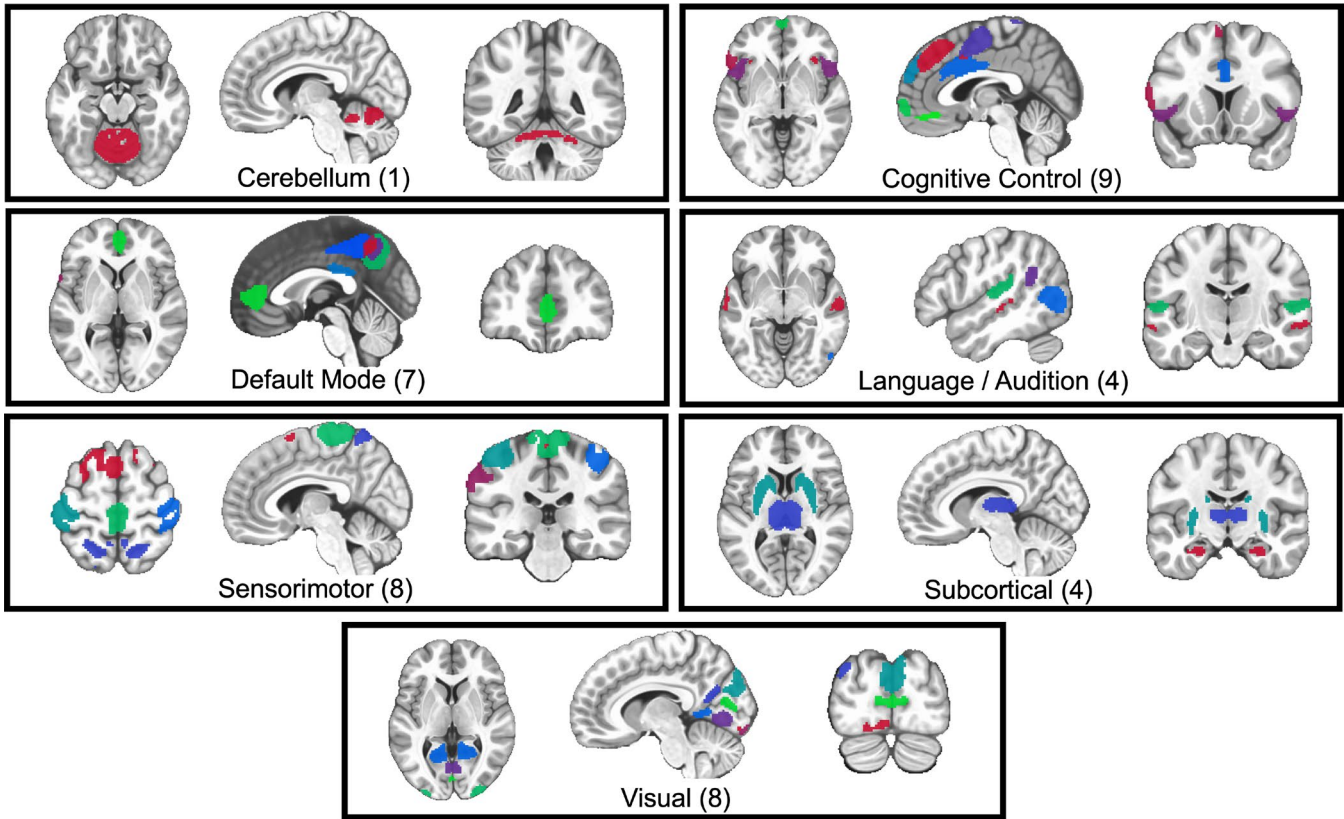 Cerebellum (1)
Cognitive Control (9)
Default Mode (7)
Language / Audition (4)
Sensorimotor (8)
Subcortical (4)
Visual (8)